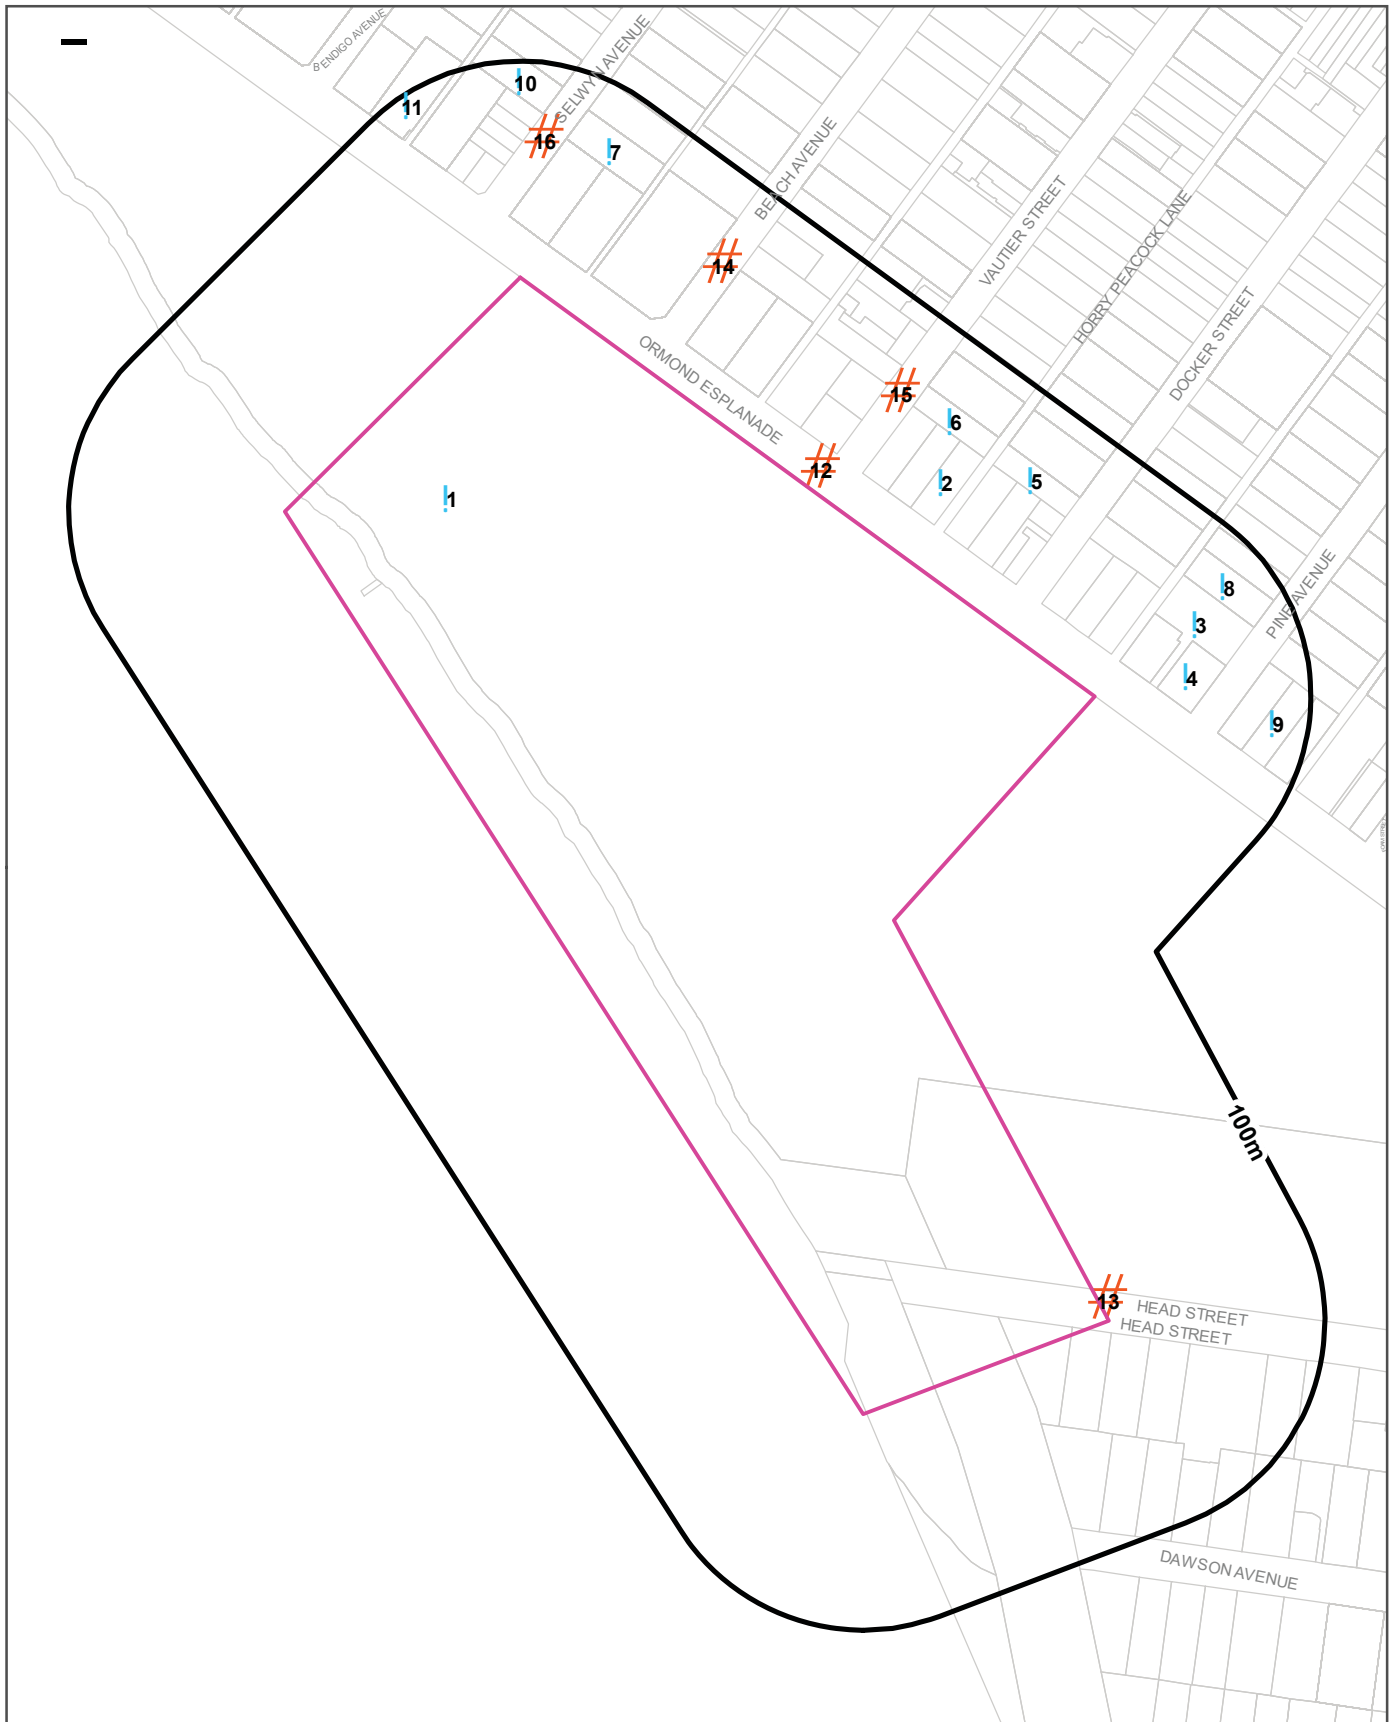 BENDIGO AVENUE
SELWYN AVENUE
10
11
16
7
BEACH AVENUE
14
VAUTIER STREET
HORRY PEACOCK LANE
DOCKER STREET
ORMOND ESPLANADE
15
6
12
2
5
1
PINE AVENUE
8
3
4
9
100m
13
HEAD STREET
HEAD STREET
DAWSON AVENUE